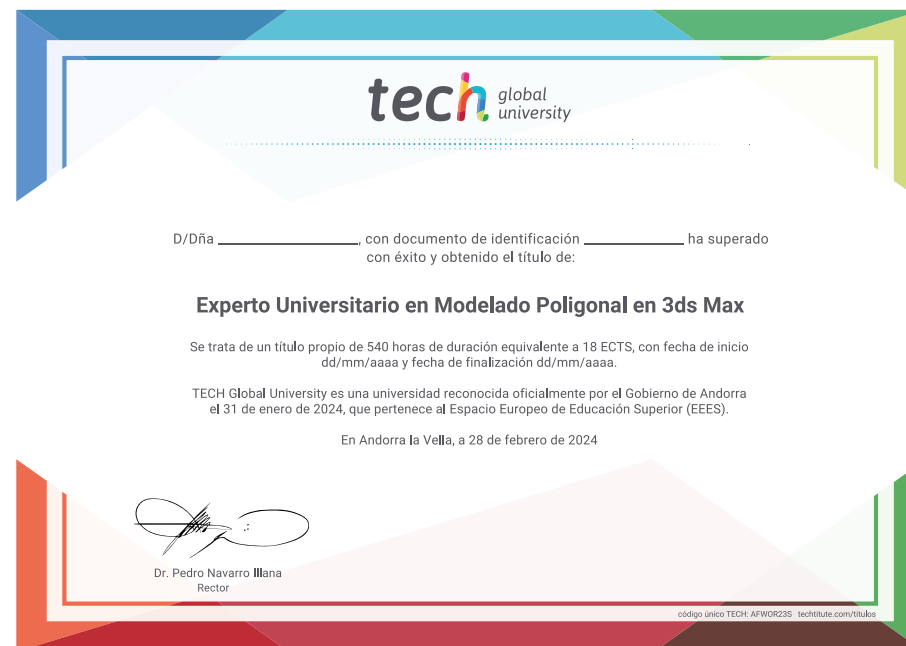 tech global university
D/Dña ______________, con documento de identificación __________ ha superado
con éxito y obtenido el título de:
Experto Universitario en Modelado Poligonal en 3ds Max
Se trata de un título propio de 540 horas de duración equivalente a 18 ECTS, con fecha de inicio
dd/mm/aaaa y fecha de finalización dd/mm/aaaa.
TECH Global University es una universidad reconocida oficialmente por el Gobierno de Andorra
el 31 de enero de 2024, que pertenece al Espacio Europeo de Educación Superior (EEES).
En Andorra la Vella, a 28 de febrero de 2024
Dr. Pedro Navarro Illana
Rector
código único TECH: AFWOR23S techtitute.com/titulos